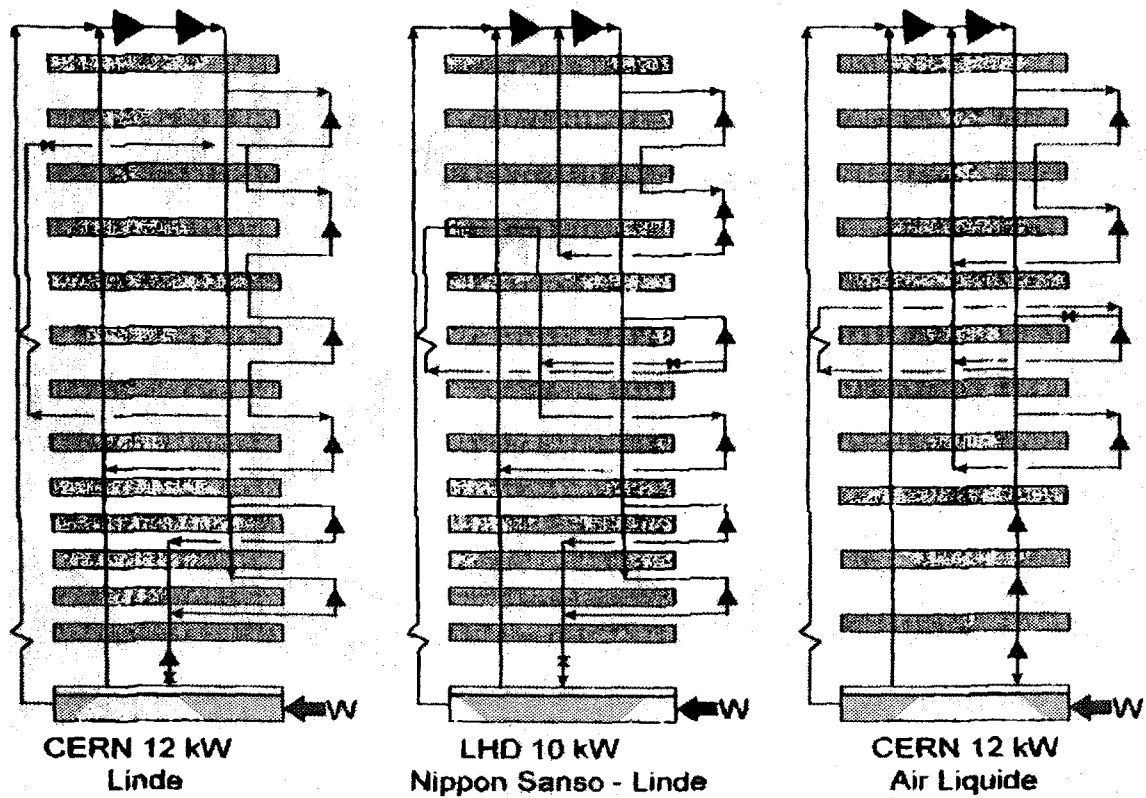 W
W
W
CERN 12 kW
Linde
LHD 10 kW
Nippon Sanso - Linde
CERN 12 kW
Air Liquide